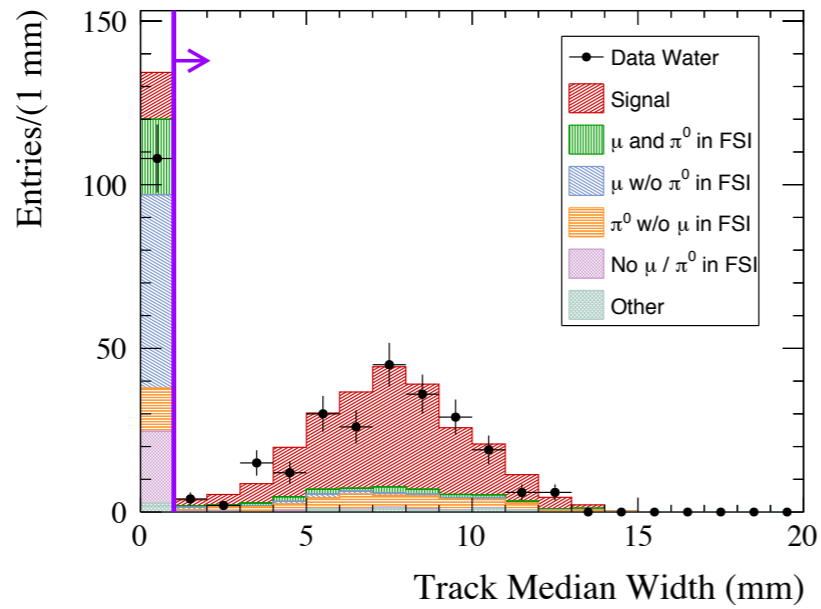 Entries/(1 mm)
150
100
50
0
Data Water
Signal
μ and π⁰ in FSI
μ w/o π⁰ in FSI
π⁰ w/o μ in FSI
No μ / π⁰ in FSI
Other
0 5 10 15 20
Track Median Width (mm)